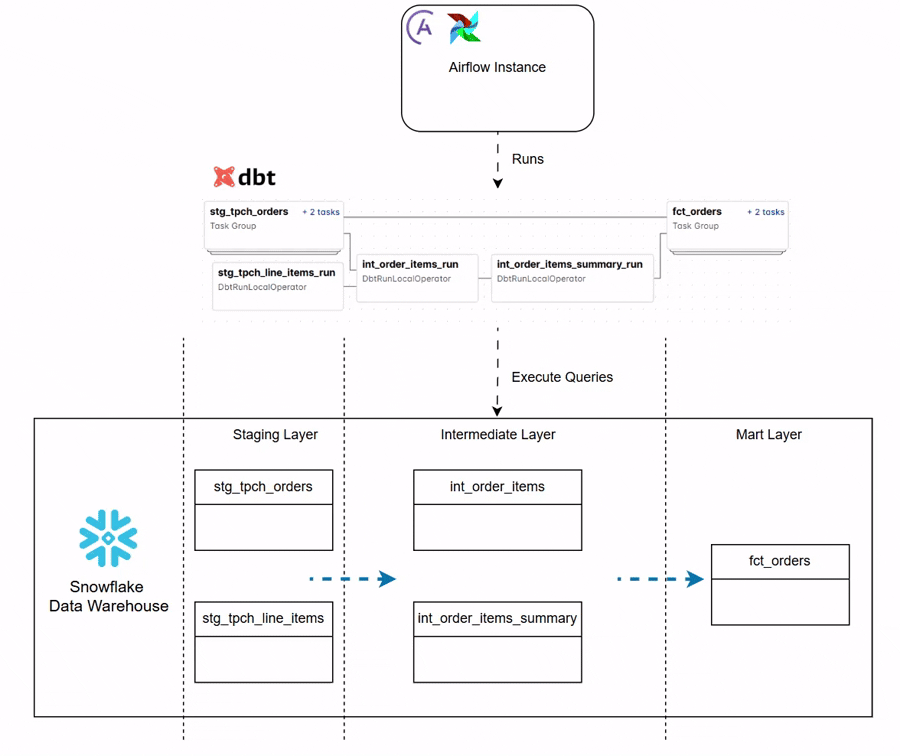 Airflow Instance
Runs
dbt
stg_tpch_orders + 2 tasks
Task Group
fct_orders + 2 tasks
Task Group
stg_tpch_line_items_run
DbtRunLocalOperator
int_order_items_run
DbtRunLocalOperator
int_order_items_summary_run
DbtRunLocalOperator
Execute Queries
Staging Layer
Intermediate Layer
Mart Layer
stg_tpch_orders
int_order_items
fct_orders
Snowflake
Data Warehouse
stg_tpch_line_items
int_order_items_summary